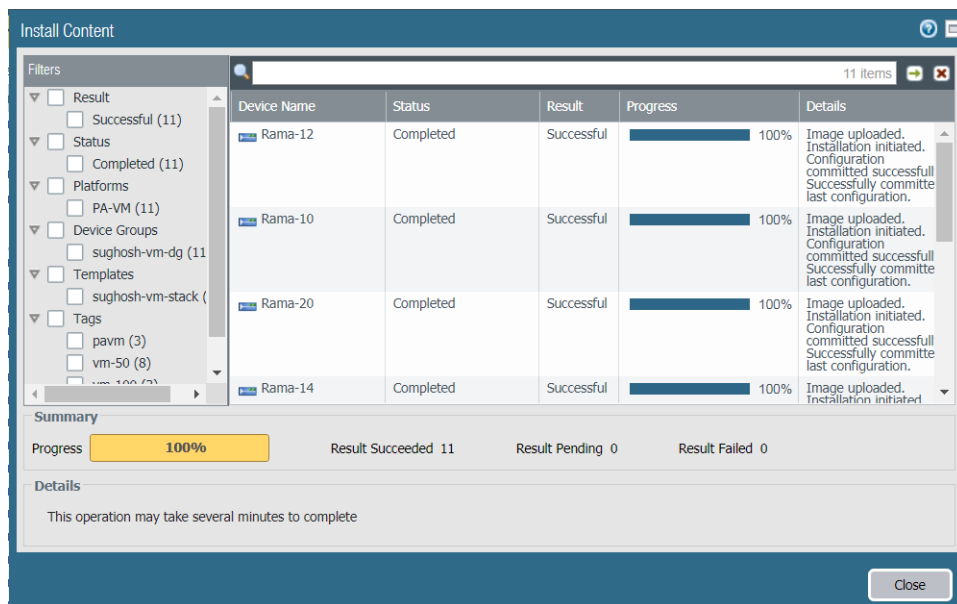 Install Content
Filters
Result
Successful (11)
Status
Completed (11)
Platforms
PA-VM (11)
Device Groups
sughosh-vm-dg (11
Templates
sughosh-vm-stack (
Tags
pavm (3)
vm-50 (8)
11 items
Device Name Status Result Progress Details
Rama-12 Completed Successful 100% Image uploaded.
Installation initiated.
Configuration
committed successfull
Successfully committe
last configuration.
Rama-10 Completed Successful 100% Image uploaded.
Installation initiated.
Configuration
committed successfull
Successfully committe
last configuration.
Rama-20 Completed Successful 100% Image uploaded.
Installation initiated.
Configuration
committed successfull
Successfully committe
last configuration.
Rama-14 Completed Successful 100% Image uploaded.
Installation initiated
Summary
Progress 100% Result Succeeded 11 Result Pending 0 Result Failed 0
Details
This operation may take several minutes to complete
Close